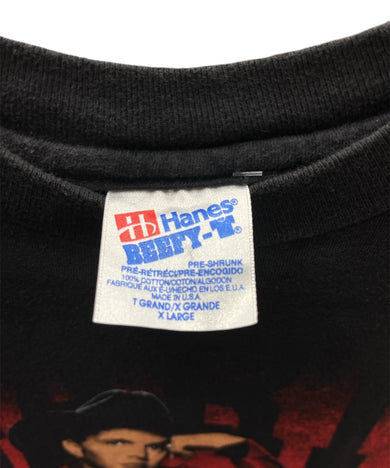 Hanes®
BEEFY-T®
PRE-SHRUNK
PRÉ-RÉTRÉCI/PRE-ENCOGIDO
100% COTTON/COTON/ALGODON
FABRIQUÉ AUX É-U/HECHO EN LOS E.U.A.
MADE IN U.S.A.
T GRAND/X GRANDE
X LARGE